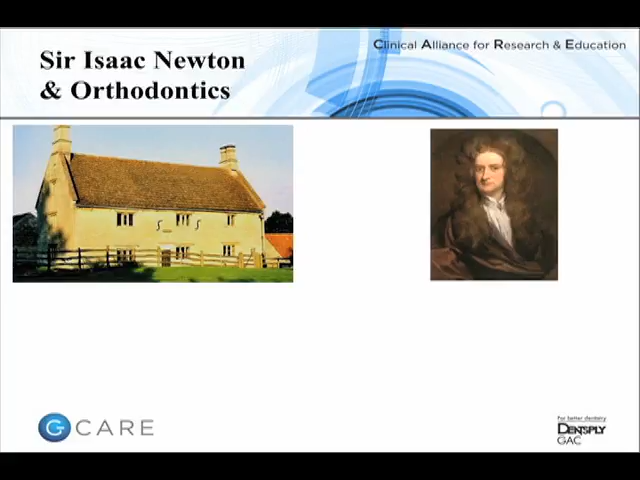 Clinical Alliance for Research & Education
Sir Isaac Newton
& Orthodontics
G CARE
For better dentistry
DENTSPLY
GAC